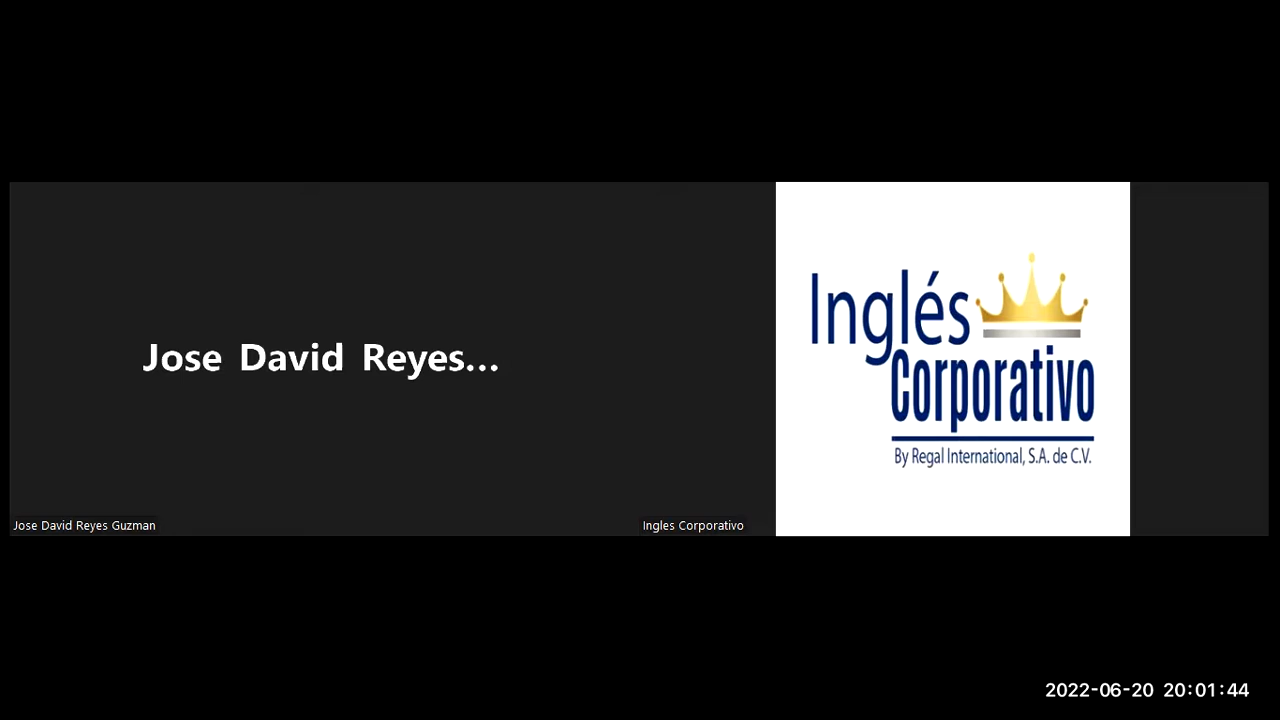 Jose David Reyes...
Jose David Reyes Guzman
Inglés
Corporativo
By Regal International, S.A. de C.V.
Ingles Corporativo
2022-06-20 20:01:44